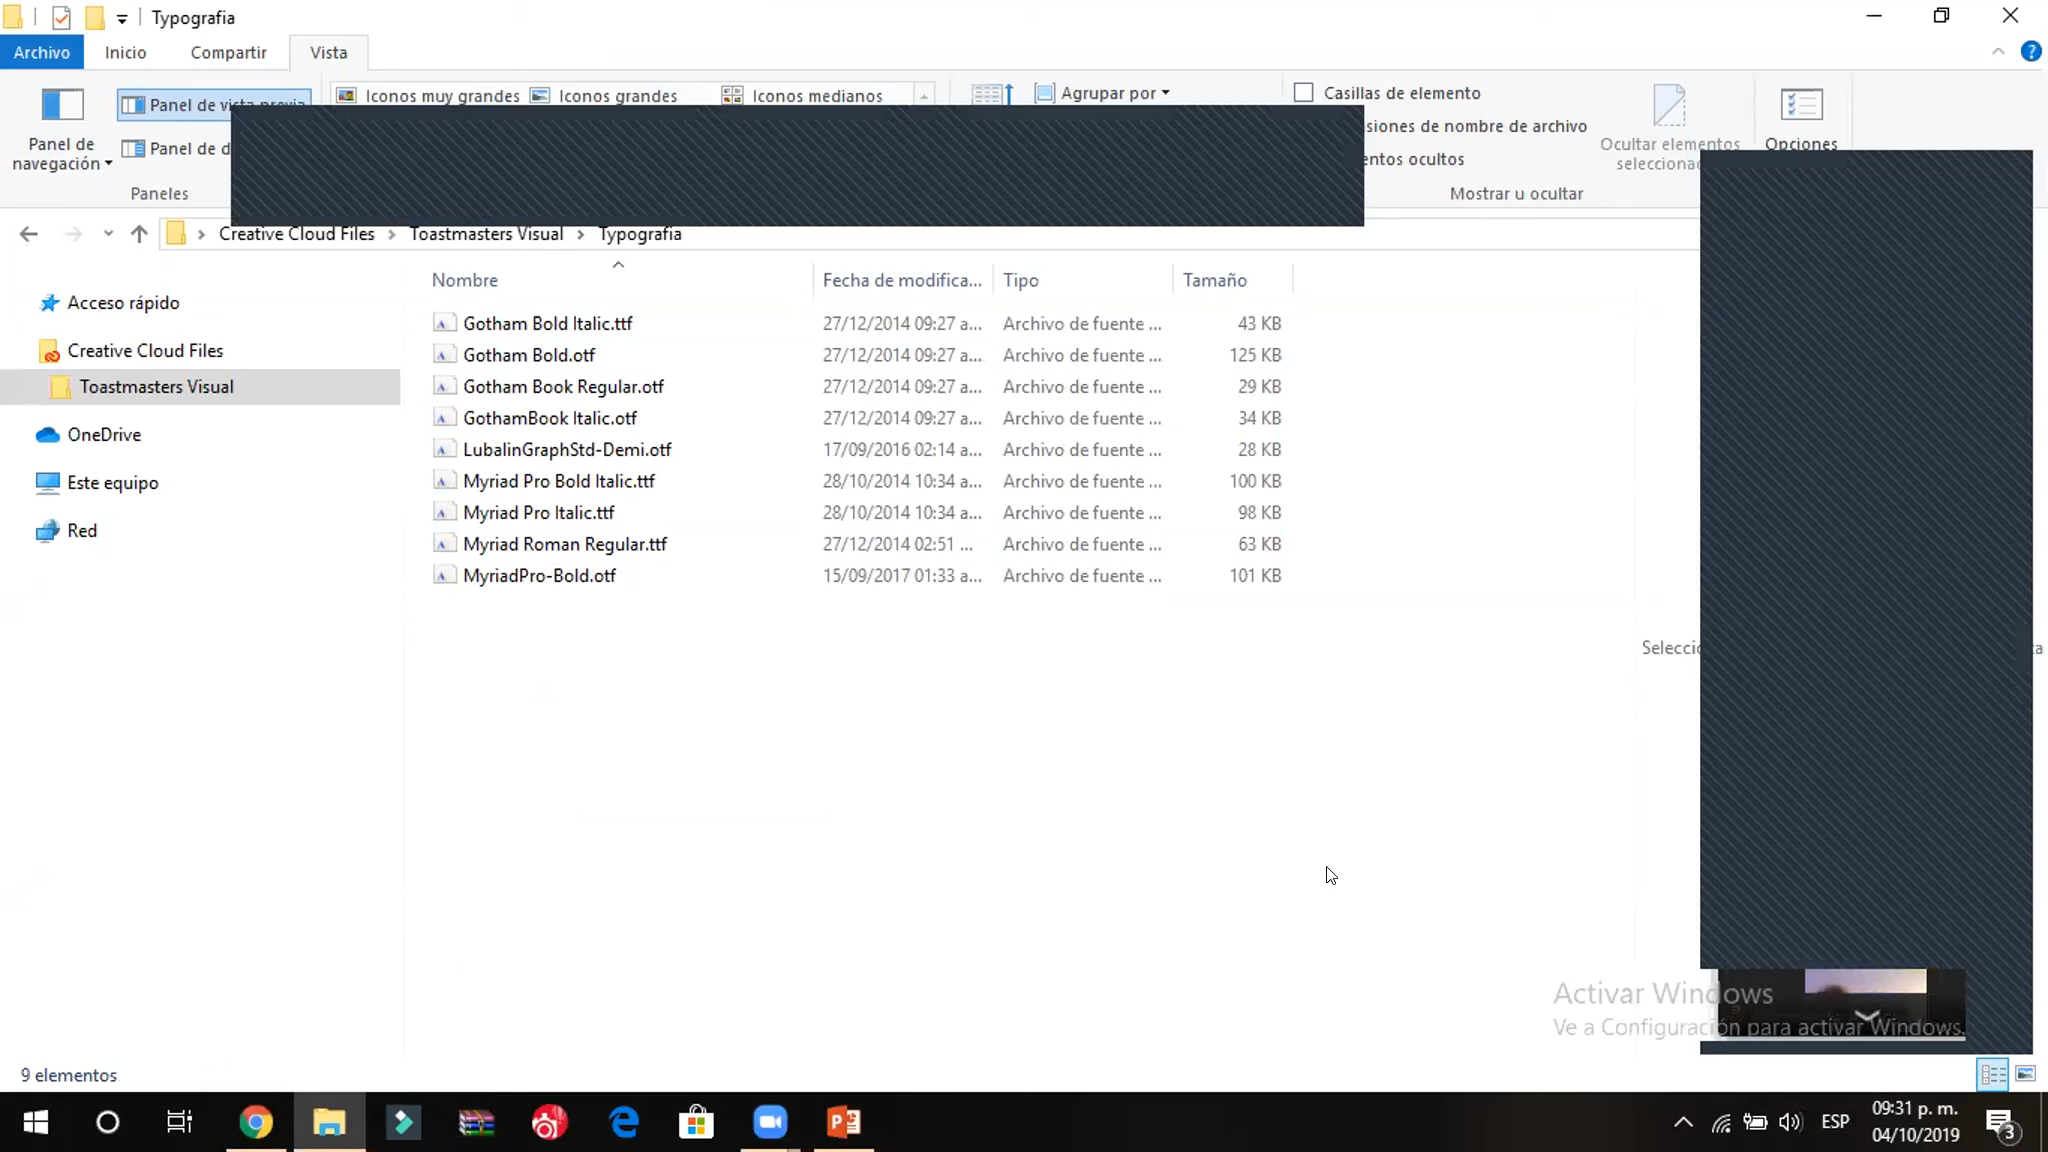 Typografia
Archivo Inicio Compartir Vista
Panel de navegación
Panel de vista previa
Panel de d
Paneles
Iconos muy grandes Iconos grandes Iconos medianos
Agrupar por
Casillas de elemento
siones de nombre de archivo
entos ocultos
Mostrar u ocultar
Ocultar elementos
selecciona
Opciones
Creative Cloud Files > Toastmasters Visual > Typografia
Acceso rápido
Creative Cloud Files
Toastmasters Visual
OneDrive
Este equipo
Red
Nombre Fecha de modifica... Tipo Tamaño
Gotham Bold Italic.ttf 27/12/2014 09:27 a... Archivo de fuente ... 43 KB
Gotham Bold.otf 27/12/2014 09:27 a... Archivo de fuente ... 125 KB
Gotham Book Regular.otf 27/12/2014 09:27 a... Archivo de fuente ... 29 KB
GothamBook Italic.otf 27/12/2014 09:27 a... Archivo de fuente ... 34 KB
LubalinGraphStd-Demi.otf 17/09/2016 02:14 a... Archivo de fuente ... 28 KB
Myriad Pro Bold Italic.ttf 28/10/2014 10:34 a... Archivo de fuente ... 100 KB
Myriad Pro Italic.ttf 28/10/2014 10:34 a... Archivo de fuente ... 98 KB
Myriad Roman Regular.ttf 27/12/2014 02:51 ... Archivo de fuente ... 63 KB
MyriadPro-Bold.otf 15/09/2017 01:33 a... Archivo de fuente ... 101 KB
Selecci
Activar Windows
Ve a Configuración para activar Windows.
9 elementos
ESP
09:31 p. m.
04/10/2019
3